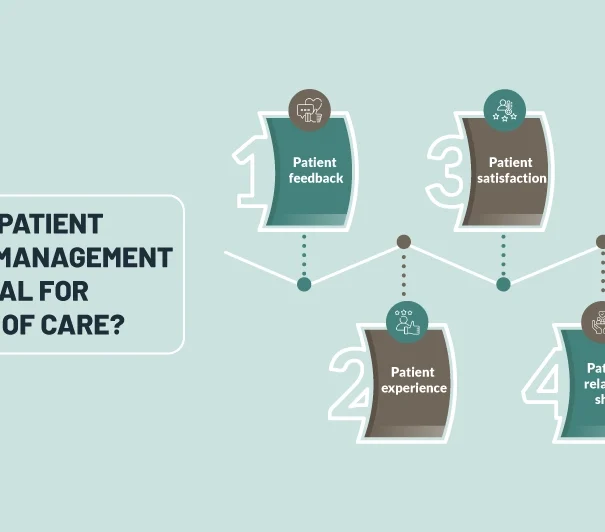 PATIENT
MANAGEMENT
AL FOR
OF CARE?
1
Patient
feedback
2
Patient
experience
3
Patient
satisfaction
4
Pat
rela
sh